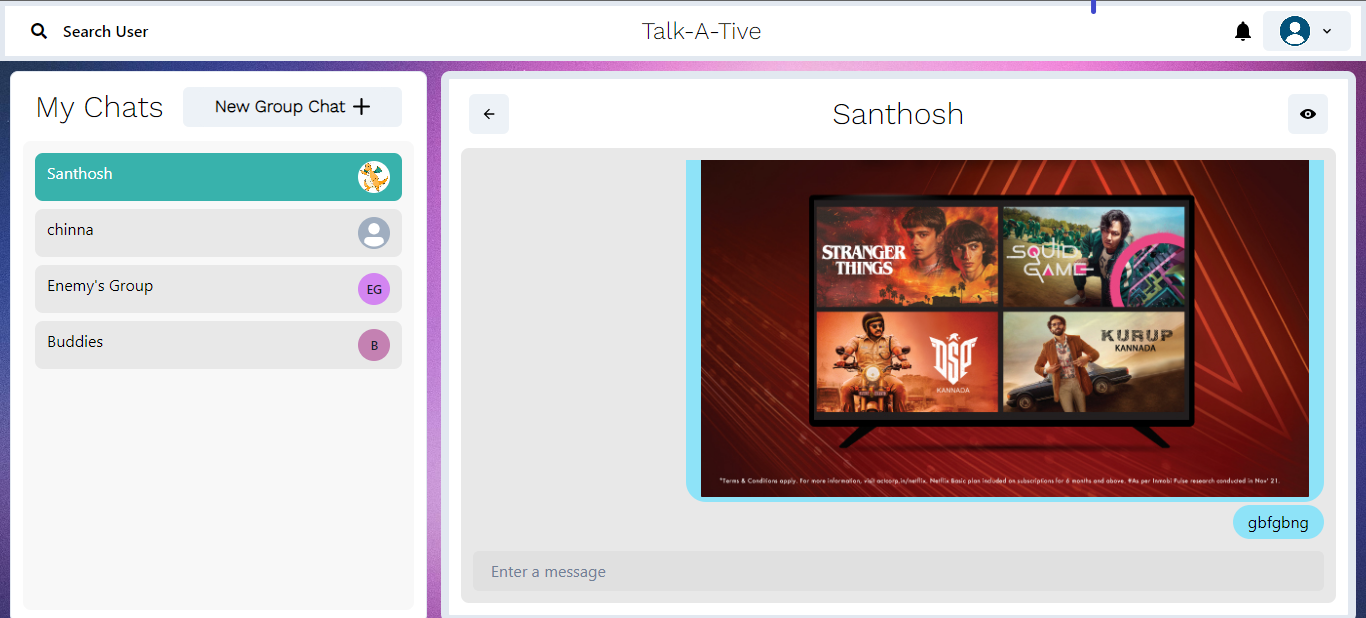 Search User
Talk-A-Tive
My Chats
New Group Chat
Santhosh
chinna
Enemy's Group
EG
Buddies
B
Santhosh
STRANGER
THINGS
SQUID
GAME
DSP
KANNADA
KURUP
KANNADA
*Terms & Conditions apply. For more information, visit actcorp.in/netflix. Netflix Basic plan included on subscriptions for 6 months and above. #As per Inmobi Pulse research conducted in Nov' 21.
gbfgbng
Enter a message